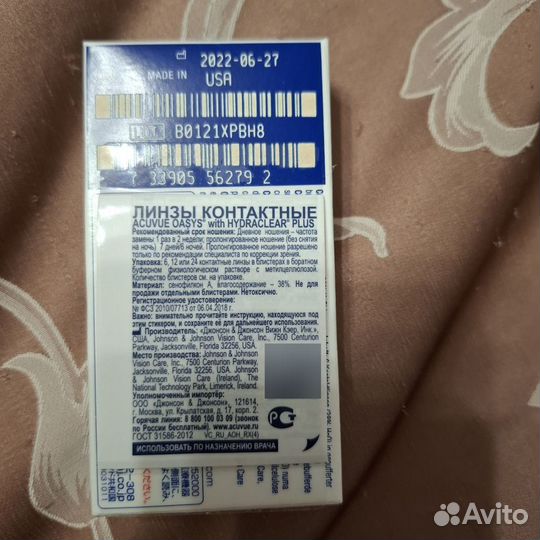 2022-06-27
MADE IN USA
LOT B0121XPBH8
7 33905 56279 2
ЛИНЗЫ КОНТАКТНЫЕ
ACUVUE OASYS® with HYDRACLEAR® PLUS
Рекомендованный срок ношения: Дневное ношения – частота
замены 1 раз в 2 недели; пролонгированное ношение (без снятия
на ночь) 7 дней/6 ночей. Пролонгированное ношение разрешено
только по рекомендации специалиста по коррекции зрения.
Упаковка: 6, 12 или 24 контактные линзы в блистерах в боратном
буферном физиологическом растворе с метилцеллюлозой.
Количество блистеров см. на упаковке.
Материал: сенофилкон А, влагосодержание – 38%. Не для
продажи отдельными блистерами. Нетоксично.
Регистрационное удостоверение:
№ ФСЗ 2010/07713 от 06.04.2018 г.
Важно: внимательно прочитайте инструкцию, находящуюся под
этим стикером, и сохраните её для дальнейшего использования.
«Джонсон & Джонсон Вижн Кэер, Инк.»,
США, Johnson & Johnson Vision Care, Inc., 7500 Centurion
Parkway, Jacksonville, Florida 32256, USA.
Место производства: Johnson & Johnson
Vision Care, Inc. 7500 Centurion Parkway,
Jacksonville, Florida 32256, USA, Johnson &
Johnson Vision Care (Ireland), The
National Technology Park, Limerick, Ireland.
Уполномоченный импортёр:
ООО «Джонсон & Джонсон», 121614,
г. Москва, ул. Крылатская, д. 17, корп. 2.
Горячая линия: 8 800 100 03 09 (звонок
по России бесплатный). www.acuvue.ru
ГОСТ 31586-2012 VC_RU_AOH_RX(4)
ИСПОЛЬЗОВАТЬ ПО НАЗНАЧЕНИЮ ВРАЧА
Avito